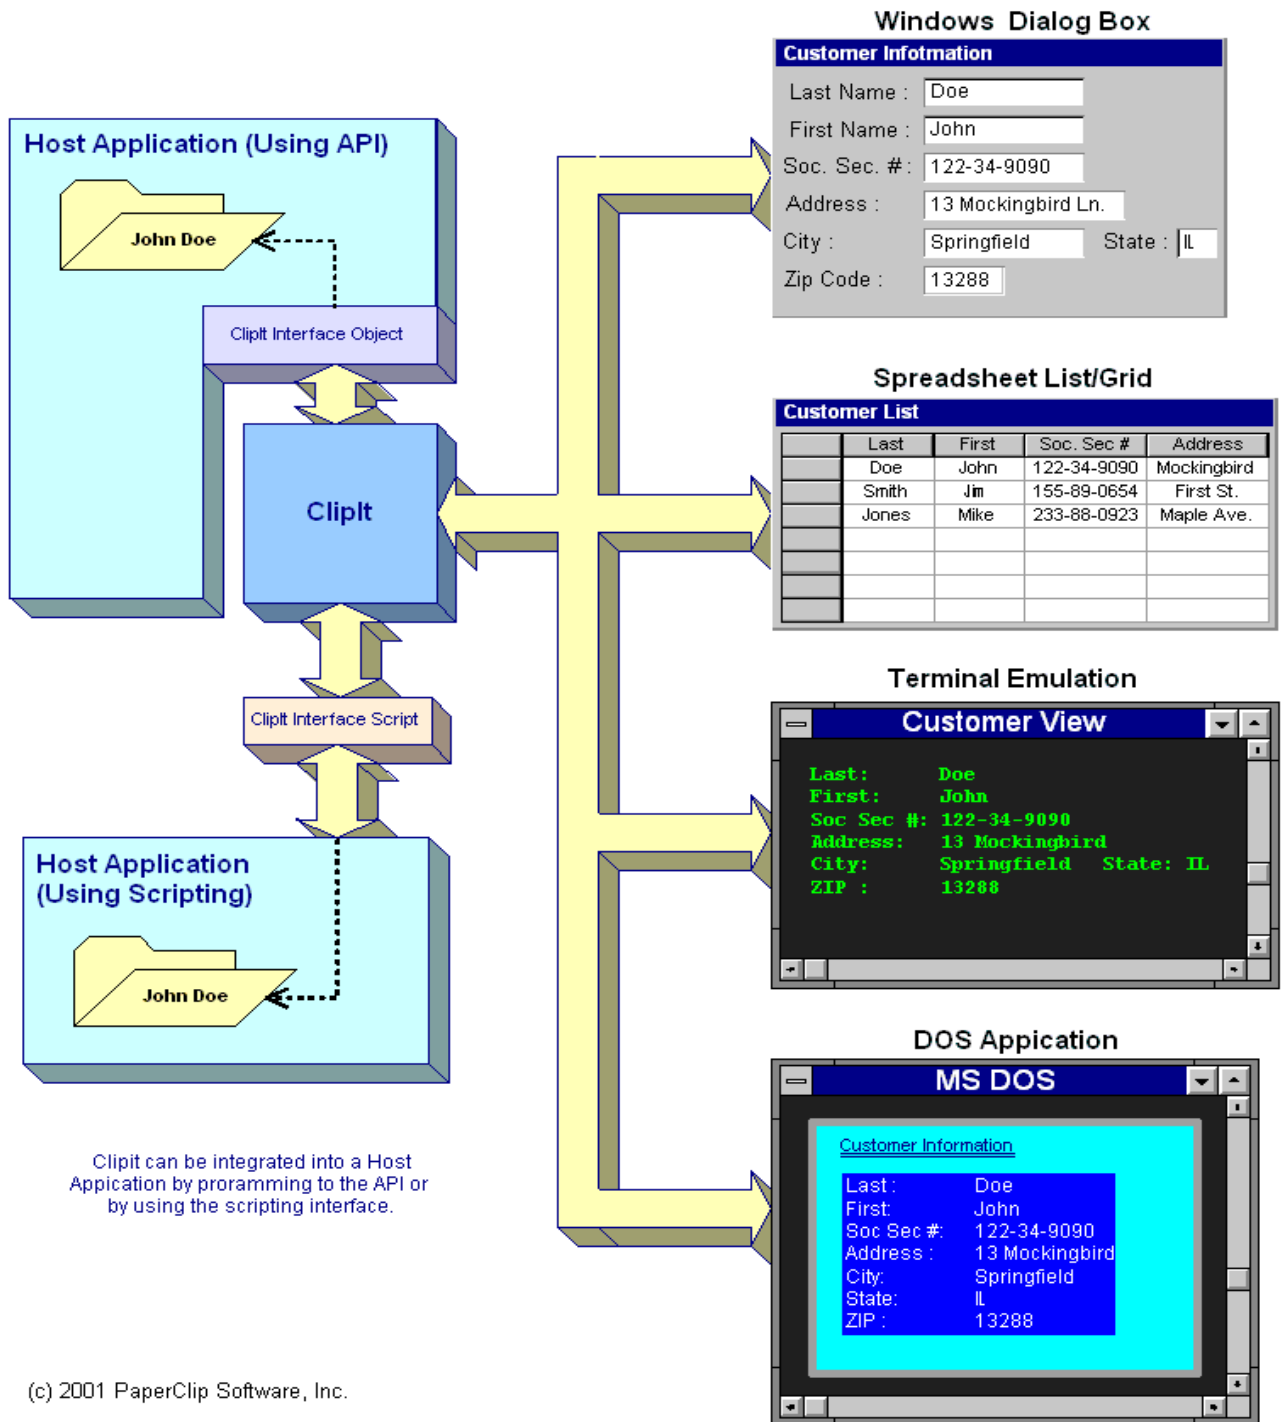 Windows Dialog Box
Customer Infotmation
Last Name : Doe
First Name : John
Soc. Sec. # : 122-34-9090
Address : 13 Mockingbird Ln.
City : Springfield State : IL
Zip Code : 13288
Host Application (Using API)
John Doe
ClipIt Interface Object
ClipIt
ClipIt Interface Script
Host Application
(Using Scripting)
John Doe
Clipit can be integrated into a Host
Appication by proramming to the API or
by using the scripting interface.
Spreadsheet List/Grid
Customer List
Last First Soc. Sec # Address
Doe John 122-34-9090 Mockingbird
Smith Jim 155-89-0654 First St.
Jones Mike 233-88-0923 Maple Ave.
Terminal Emulation
Customer View
Last: Doe
First: John
Soc Sec #: 122-34-9090
Address: 13 Mockingbird
City: Springfield State: IL
ZIP : 13288
DOS Appication
MS DOS
Customer Information
Last : Doe
First: John
Soc Sec #: 122-34-9090
Address : 13 Mockingbird
City: Springfield
State: IL
ZIP : 13288
(c) 2001 PaperClip Software, Inc.